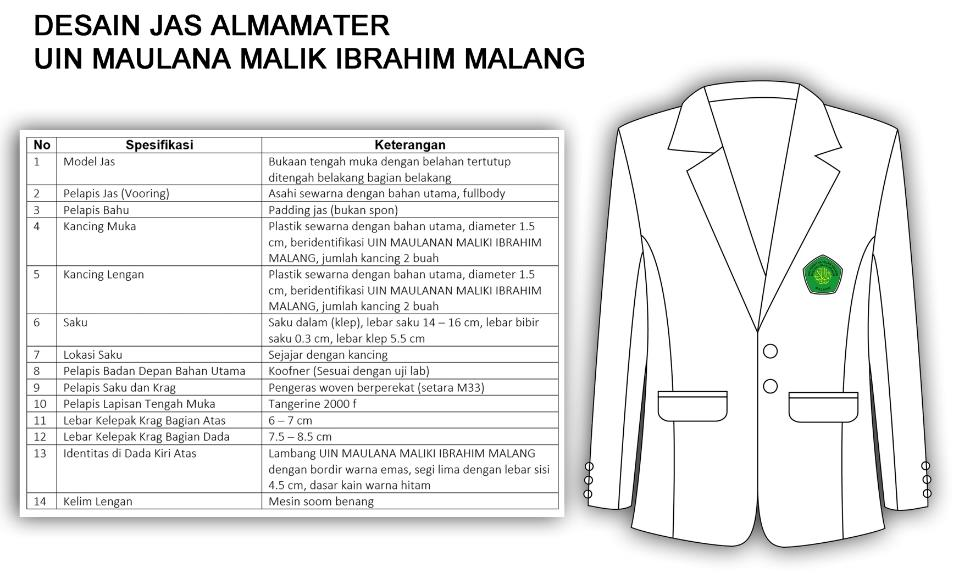 DESAIN JAS ALMAMATER
UIN MAULANA MALIK IBRAHIM MALANG
No Spesifikasi Keterangan
1 Model Jas Bukaan tengah muka dengan belahan tertutup
ditengah belakang bagian belakang
2 Pelapis Jas (Vooring) Asahi sewarna dengan bahan utama, fullbody
3 Pelapis Bahu Padding jas (bukan spon)
4 Kancing Muka Plastik sewarna dengan bahan utama, diameter 1.5
cm, beridentifikasi UIN MAULANAN MALIKI IBRAHIM
MALANG, jumlah kancing 2 buah
5 Kancing Lengan Plastik sewarna dengan bahan utama, diameter 1.5
cm, beridentifikasi UIN MAULANAN MALIKI IBRAHIM
MALANG, jumlah kancing 2 buah
6 Saku Saku dalam (klep), lebar saku 14 – 16 cm, lebar bibir
saku 0.3 cm, lebar klep 5.5 cm
7 Lokasi Saku Sejajar dengan kancing
8 Pelapis Badan Depan Bahan Utama Koofner (Sesuai dengan uji lab)
9 Pelapis Saku dan Krag Pengeras woven berperekat (setara M33)
10 Pelapis Lapisan Tengah Muka Tangerine 2000 f
11 Lebar Kelepak Krag Bagian Atas 6 – 7 cm
12 Lebar Kelepak Krag Bagian Dada 7.5 – 8.5 cm
13 Identitas di Dada Kiri Atas Lambang UIN MAULANA MALIKI IBRAHIM MALANG
dengan bordir warna emas, segi lima dengan lebar sisi
4.5 cm, dasar kain warna hitam
14 Kelim Lengan Mesin soom benang